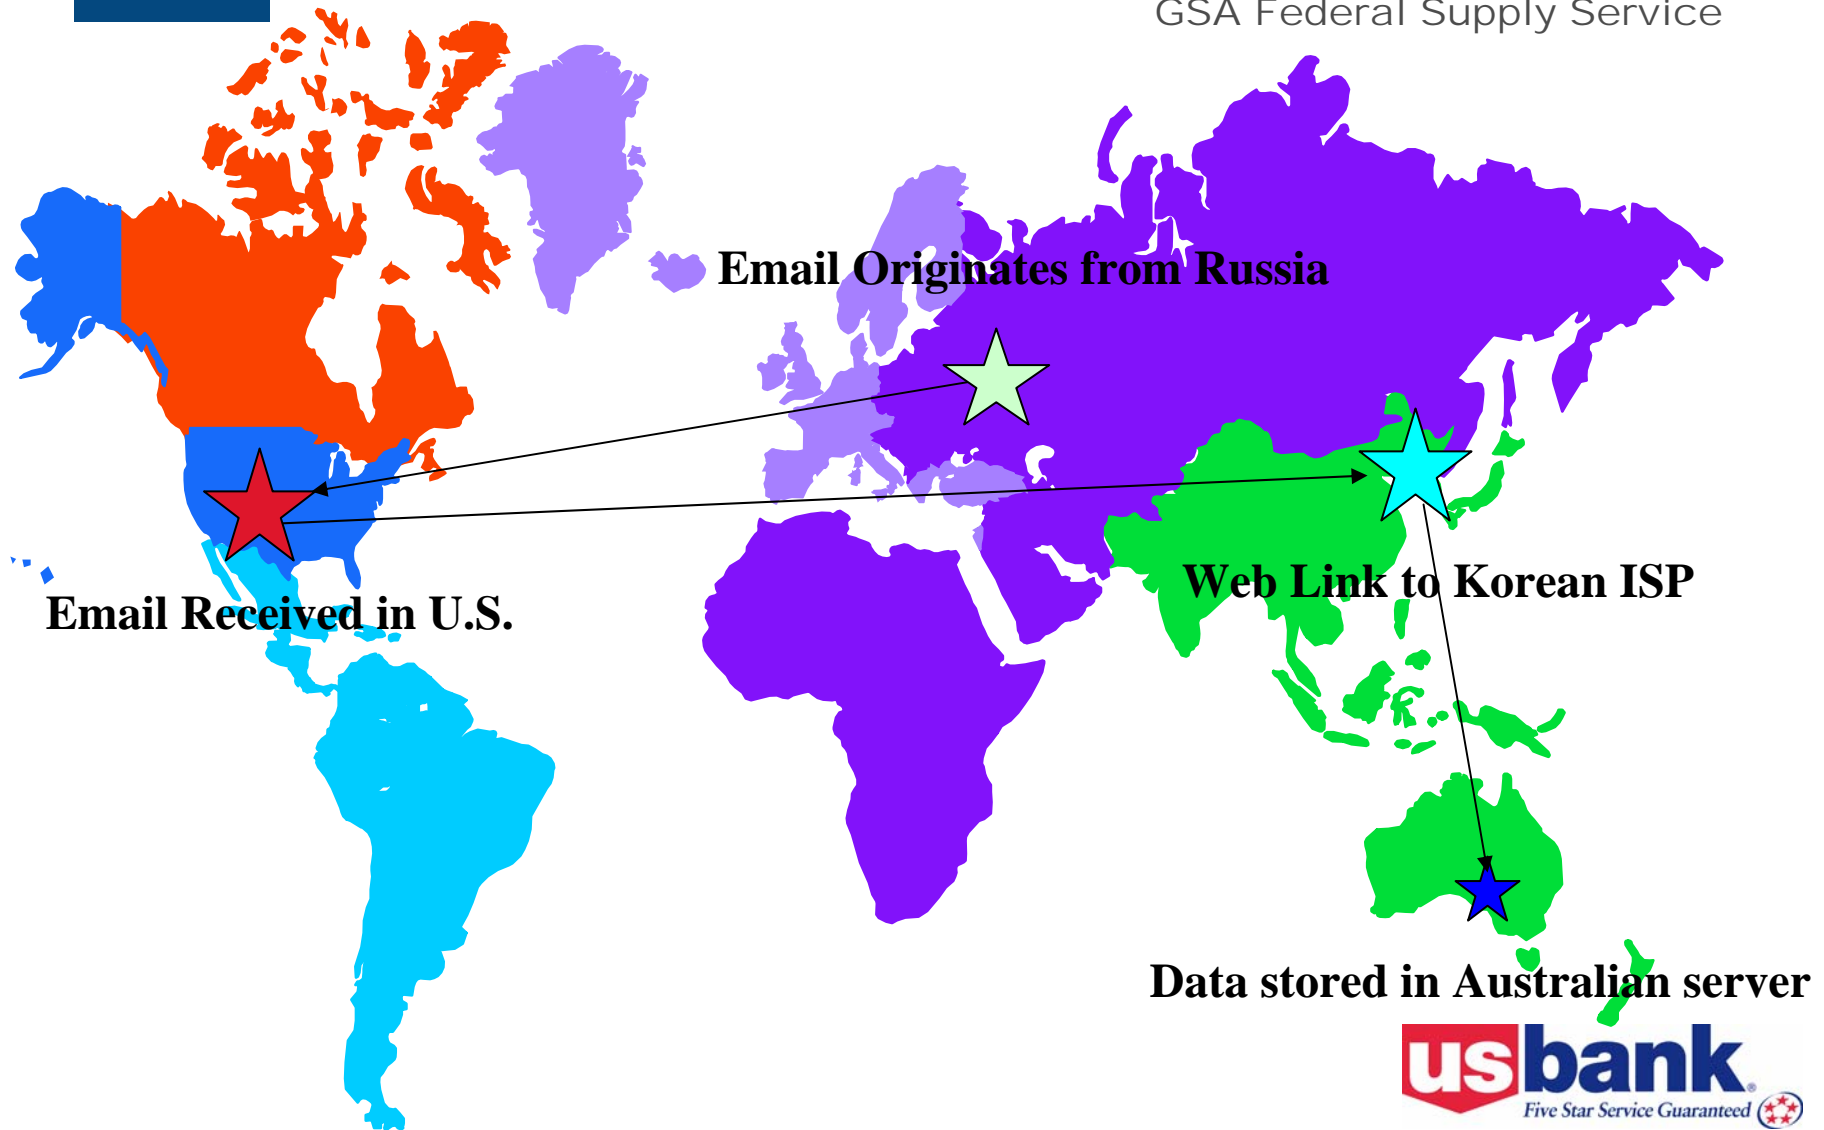 GSA Federal Supply Service
Email Originates from Russia
Web Link to Korean ISP
Email Received in U.S.
Data stored in Australian server
usbank®
Five Star Service Guaranteed